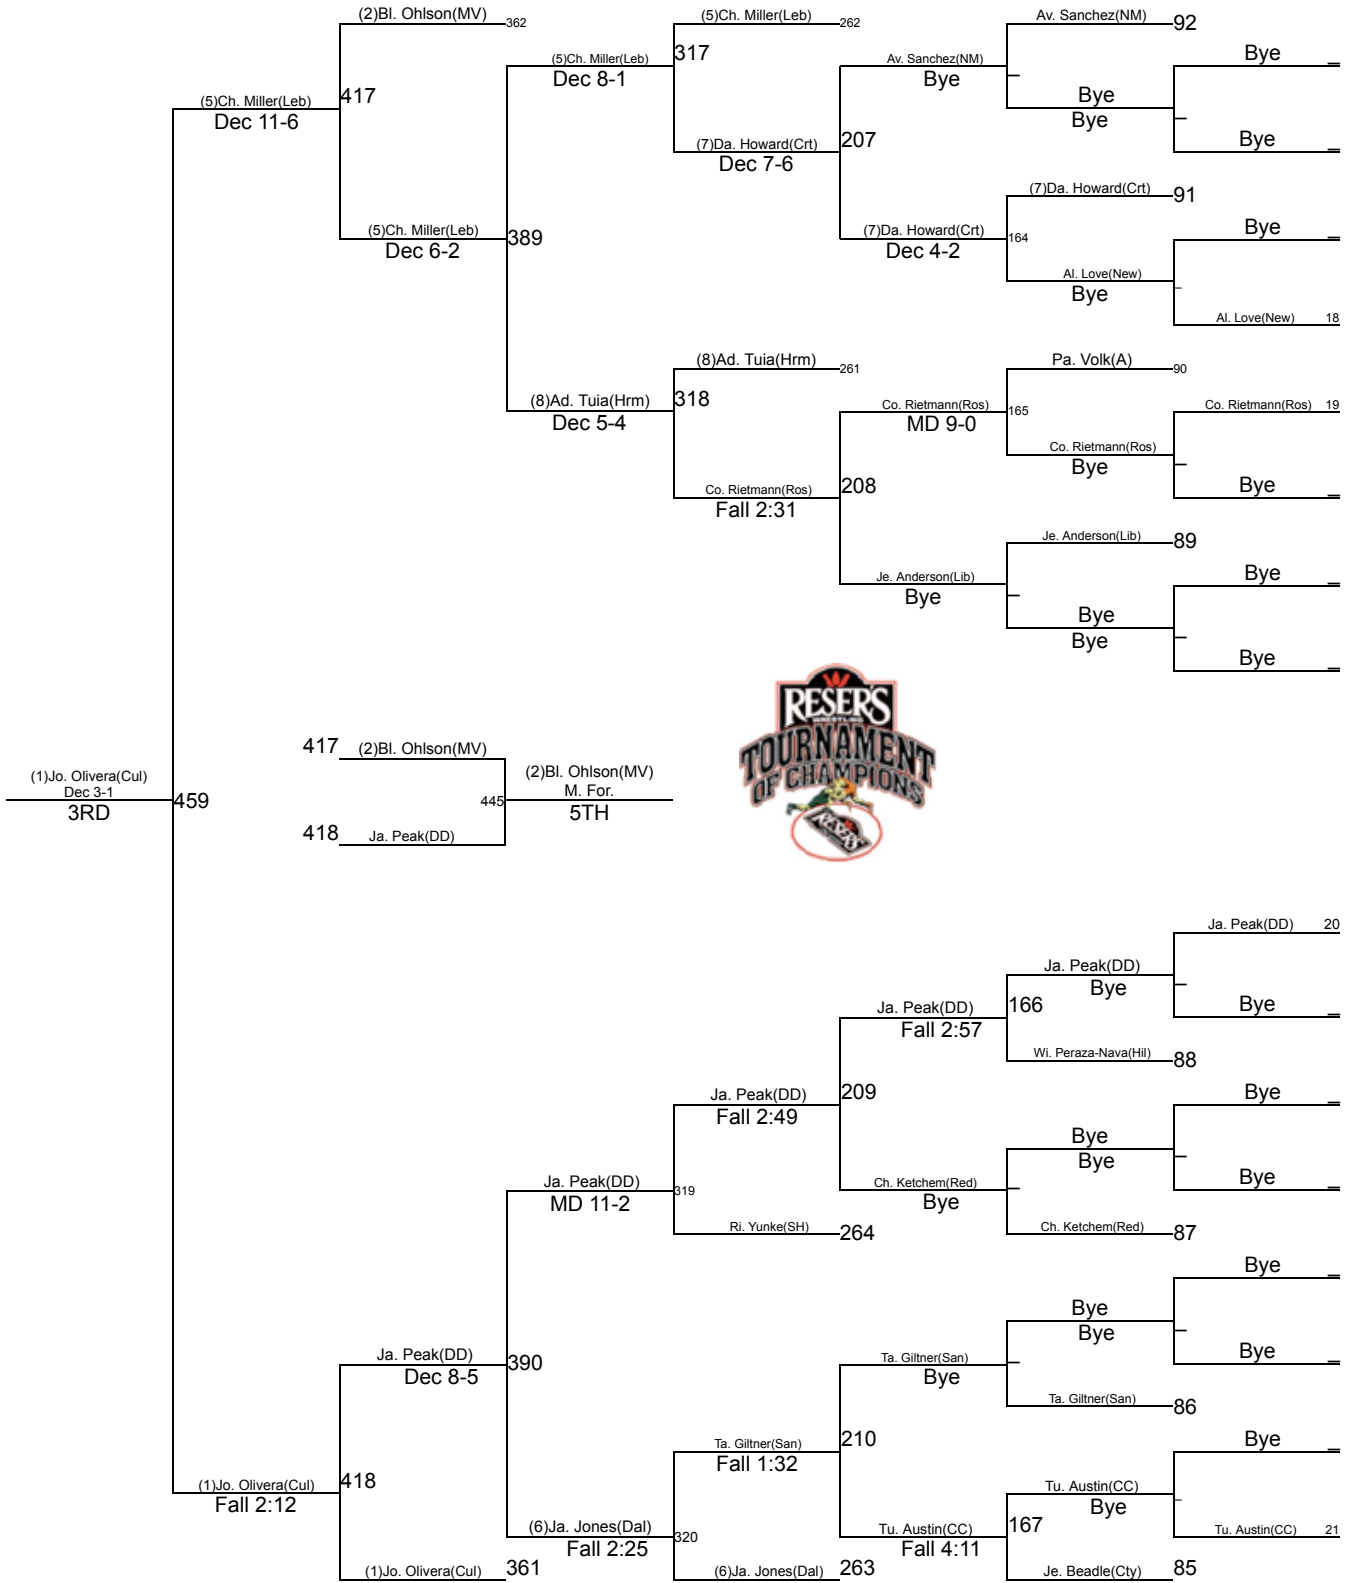 (2)Bl. Ohlson(MV)
362
(5)Ch. Miller(Leb)
262
Av. Sanchez(NM)
92
Bye
_
(5)Ch. Miller(Leb)
Dec 8-1
317
Av. Sanchez(NM)
Bye
_
Bye
Bye
_
(5)Ch. Miller(Leb)
Dec 11-6
417
(7)Da. Howard(Crt)
Dec 7-6
207
Bye
_
(7)Da. Howard(Crt)
91
(5)Ch. Miller(Leb)
Dec 6-2
389
(7)Da. Howard(Crt)
Dec 4-2
164
Bye
_
Al. Love(New)
Bye
_
Al. Love(New) 18
(8)Ad. Tuia(Hrm)
261
Pa. Volk(A)
90
(8)Ad. Tuia(Hrm)
Dec 5-4
318
Co. Rietmann(Ros)
MD 9-0
165
Co. Rietmann(Ros) 19
Co. Rietmann(Ros)
Bye
_
Co. Rietmann(Ros)
Fall 2:31
208
Bye
_
Je. Anderson(Lib)
89
Je. Anderson(Lib)
Bye
_
Bye
_
Bye
Bye
_
Bye
_
RESER'S
WRESTLING
TOURNAMENT
OF CHAMPIONS
RESER'S
417 (2)Bl. Ohlson(MV)
(1)Jo. Olivera(Cul)
Dec 3-1
3RD
459
445
(2)Bl. Ohlson(MV)
M. For.
5TH
418 Ja. Peak(DD)
Ja. Peak(DD) 20
Ja. Peak(DD)
Bye
_
Ja. Peak(DD)
Fall 2:57
166
Bye
_
Wi. Peraza-Nava(Hil)
88
Ja. Peak(DD)
Fall 2:49
209
Bye
_
Bye
Bye
_
Ja. Peak(DD)
MD 11-2
319
Ch. Ketchem(Red)
Bye
_
Bye
_
Ri. Yunke(SH)
264
Ch. Ketchem(Red)
87
Bye
_
Bye
Bye
_
Ja. Peak(DD)
Dec 8-5
390
Ta. Giltner(San)
Bye
_
Bye
_
Ta. Giltner(San)
86
Ta. Giltner(San)
Fall 1:32
210
Bye
_
(1)Jo. Olivera(Cul)
Fall 2:12
418
Tu. Austin(CC)
Bye
_
(6)Ja. Jones(Dal)
Fall 2:25
320
Tu. Austin(CC)
Fall 4:11
167
Tu. Austin(CC) 21
(1)Jo. Olivera(Cul)
361
(6)Ja. Jones(Dal)
263
Je. Beadle(Cty)
85